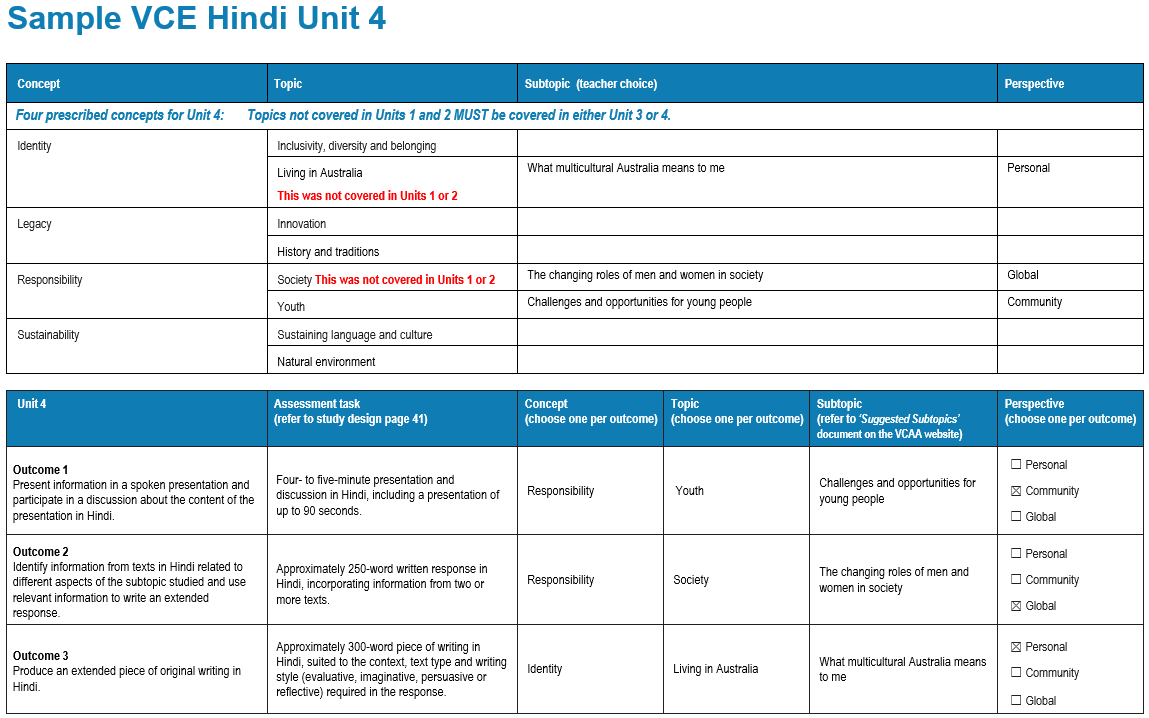 Sample VCE Hindi Unit 4
Concept
Topic
Subtopic (teacher choice)
Perspective
Four prescribed concepts for Unit 4: Topics not covered in Units 1 and 2 MUST be covered in either Unit 3 or 4.
Identity
Inclusivity, diversity and belonging
Living in Australia
This was not covered in Units 1 or 2
What multicultural Australia means to me
Personal
Legacy
Innovation
History and traditions
Responsibility
Society This was not covered in Units 1 or 2
The changing roles of men and women in society
Global
Youth
Challenges and opportunities for young people
Community
Sustainability
Sustaining language and culture
Natural environment
Unit 4
Assessment task
(refer to study design page 41)
Concept
(choose one per outcome)
Topic
(choose one per outcome)
Subtopic
(refer to 'Suggested Subtopics'
document on the VCAA website)
Perspective
(choose one per outcome)
Outcome 1
Present information in a spoken presentation and
participate in a discussion about the content of the
presentation in Hindi.
Four- to five-minute presentation and
discussion in Hindi, including a presentation of
up to 90 seconds.
Responsibility
Youth
Challenges and opportunities for
young people
☐ Personal
☒ Community
☐ Global
Outcome 2
Identify information from texts in Hindi related to
different aspects of the subtopic studied and use
relevant information to write an extended
response.
Approximately 250-word written response in
Hindi, incorporating information from two or
more texts.
Responsibility
Society
The changing roles of men and
women in society
☐ Personal
☐ Community
☒ Global
Outcome 3
Produce an extended piece of original writing in
Hindi.
Approximately 300-word piece of writing in
Hindi, suited to the context, text type and writing
style (evaluative, imaginative, persuasive or
reflective) required in the response.
Identity
Living in Australia
What multicultural Australia means
to me
☒ Personal
☐ Community
☐ Global